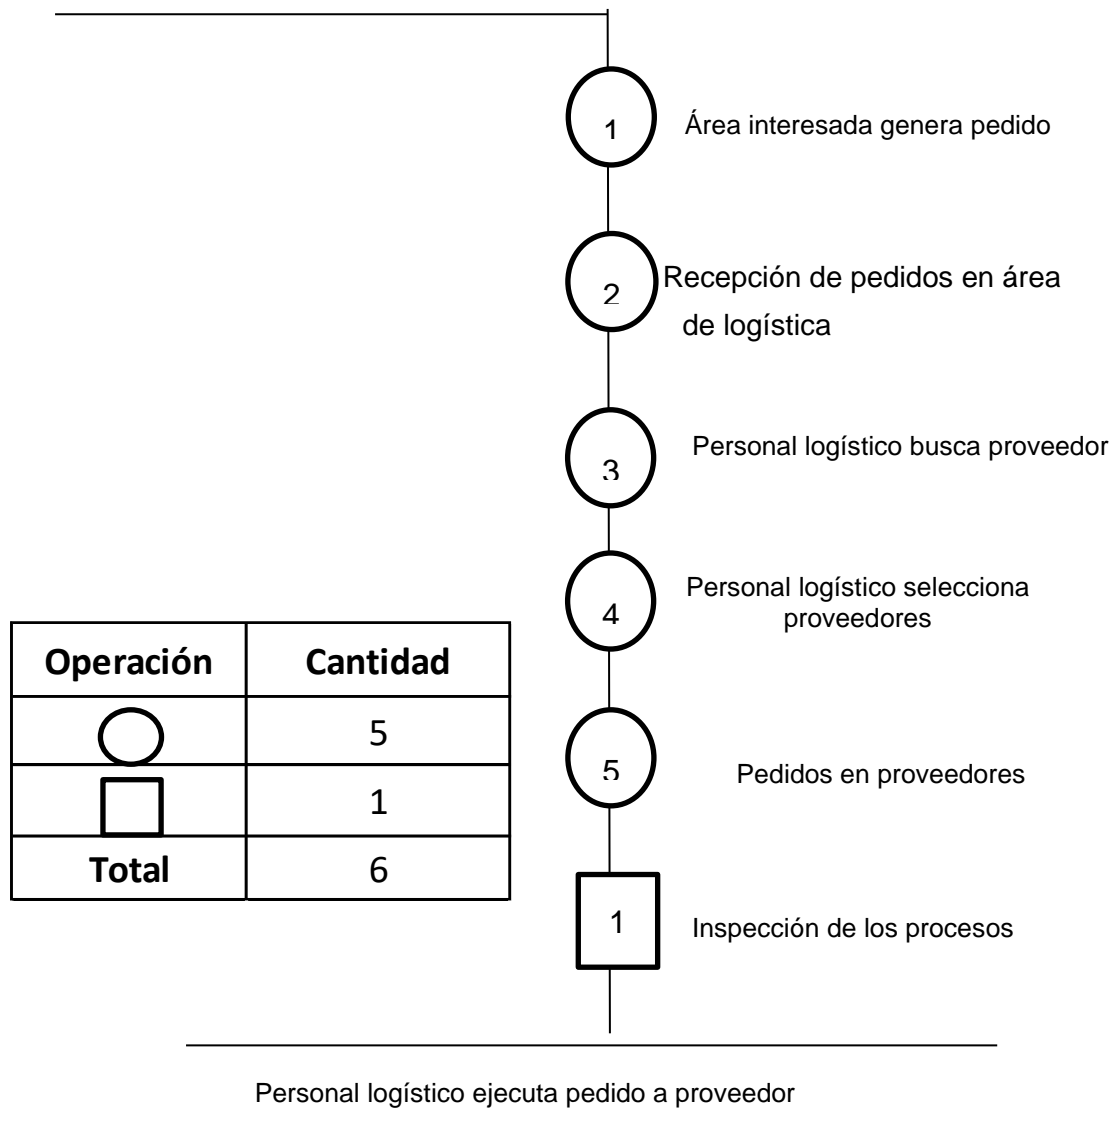 1
Área interesada genera pedido
2
Recepción de pedidos en área
de logística
3
Personal logístico busca proveedor
4
Personal logístico selecciona
proveedores
5
Pedidos en proveedores
1
Inspección de los procesos
Operación Cantidad
5
1
Total 6
Personal logístico ejecuta pedido a proveedor